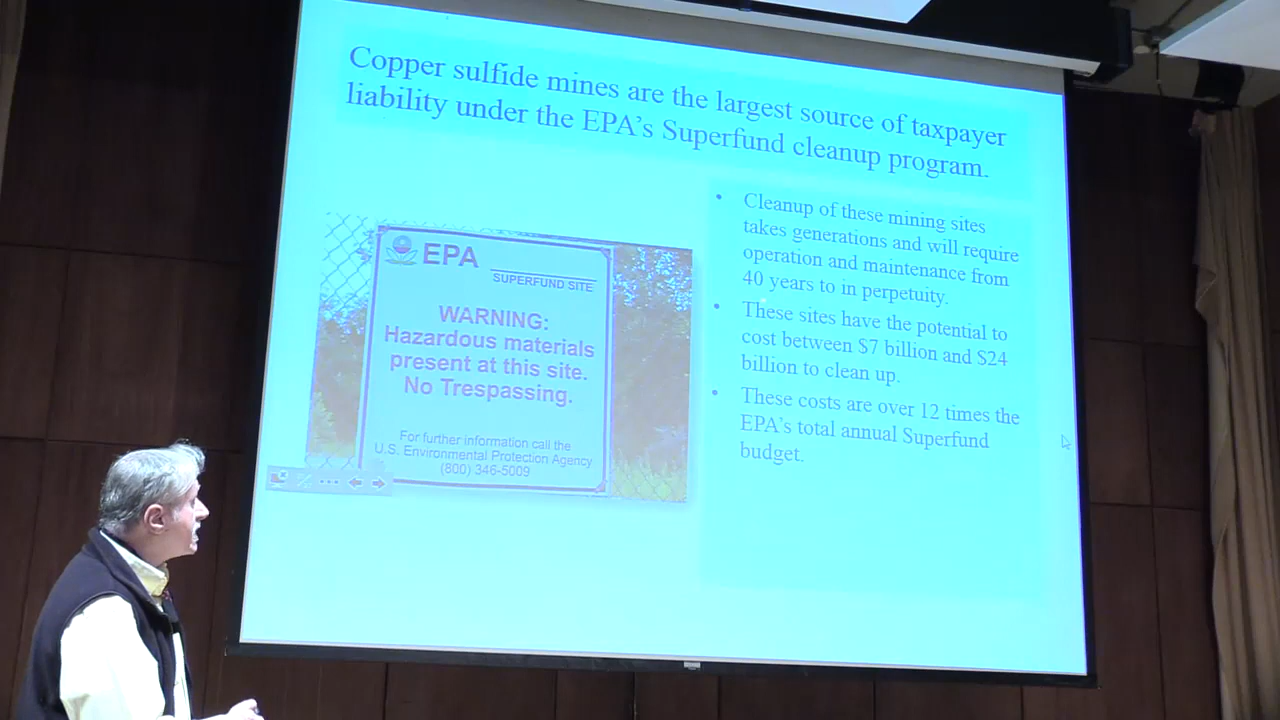 Copper sulfide mines are the largest source of taxpayer
liability under the EPA's Superfund cleanup program.
EPA
SUPERFUND SITE
WARNING:
Hazardous materials
present at this site.
No Trespassing.
For further information call the
U.S. Environmental Protection Agency
(800) 346-5009
• Cleanup of these mining sites
takes generations and will require
operation and maintenance from
40 years to in perpetuity.
• These sites have the potential to
cost between $7 billion and $24
billion to clean up.
• These costs are over 12 times the
EPA's total annual Superfund
budget.